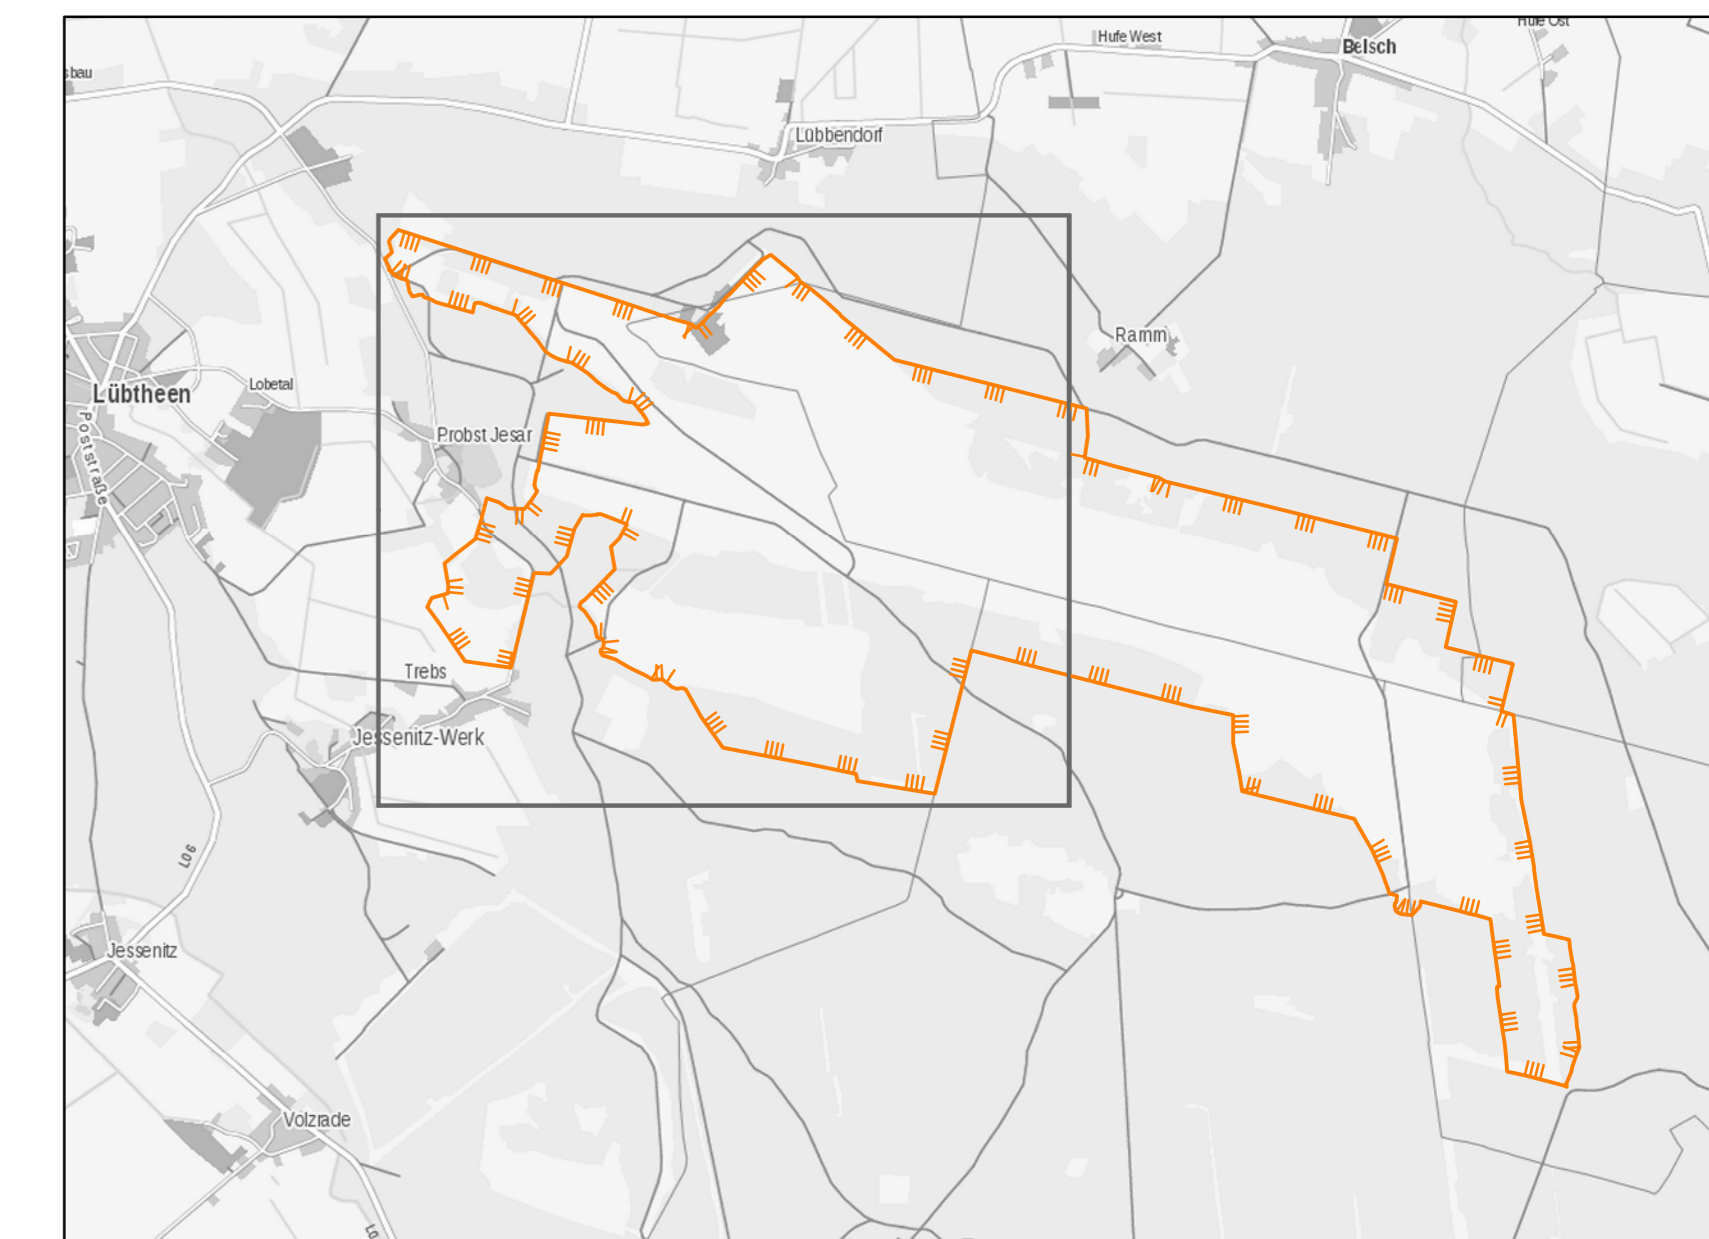 Hufe Ost
Hufe West
Belsch
sbau
Lübbendorf
Ramm
Lübtheen
Lobetal
Poststraße
Probst Jesar
Trebs
Jessenitz-Werk
L06
Jessenitz
Volzrade
L0